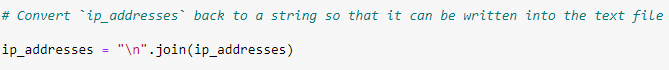 # Convert `ip_addresses` back to a string so that it can be written into the text file
ip_addresses = "\n".join(ip_addresses)